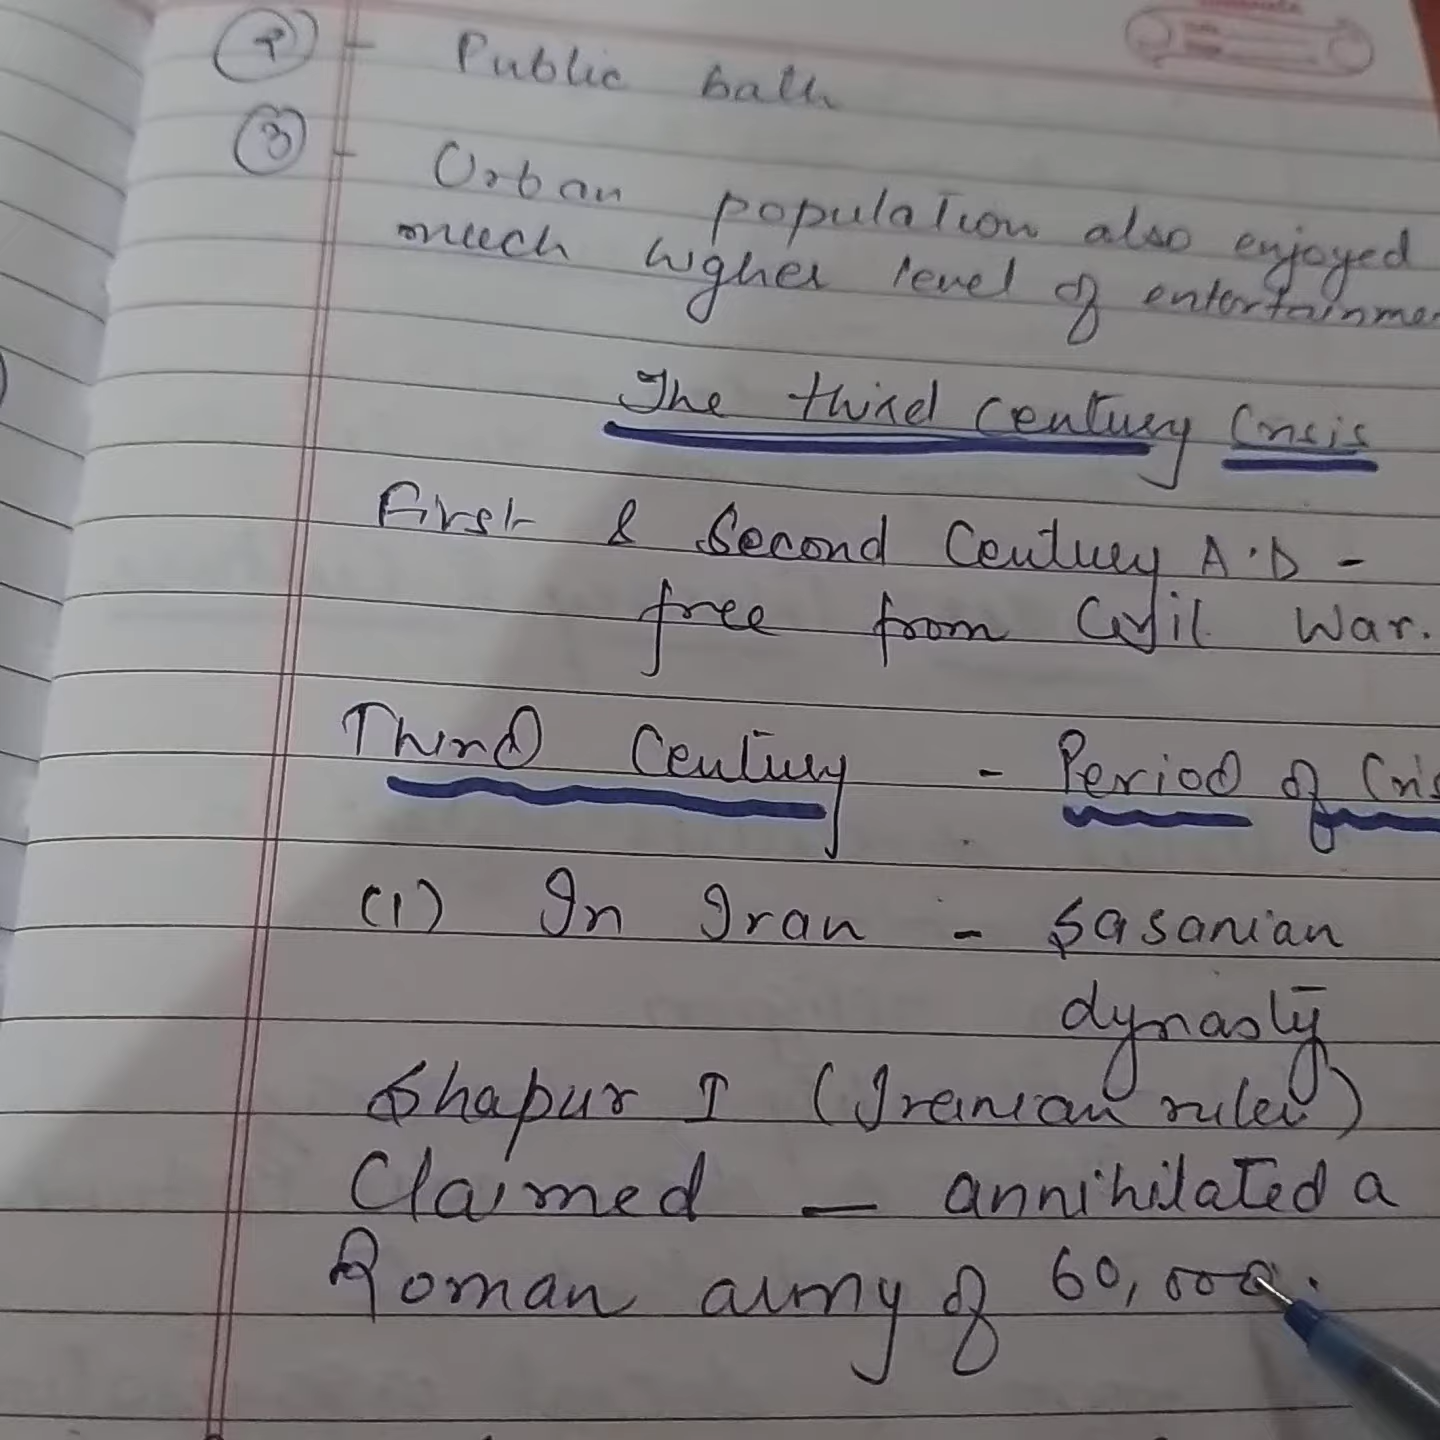 2 - Public bath
3 - Urban population also enjoyed
much higher level of entertainme
The third Century Crisis
First & Second Century A.D -
free from Civil War.
Third Century - Period of Cris
(1) In Iran - Sasanian
dynasty
Shapur I (Iranian ruler)
Claimed - annihilated a
Roman army of 60,000.